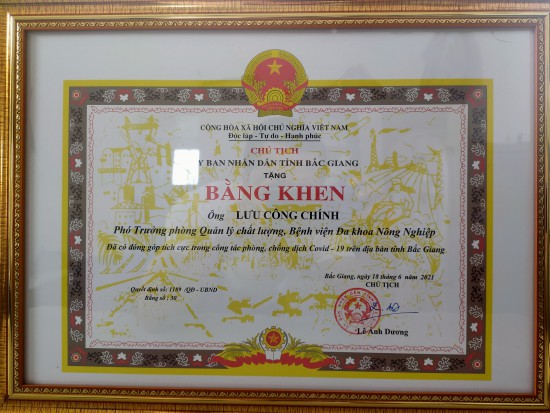 CỘNG HÒA XÃ HỘI CHỦ NGHĨA VIỆT NAM
Độc lập - Tự do - Hạnh phúc
CHỦ TỊCH
Y BAN NHÂN DÂN TỈNH BẮC GIANG
TẶNG
BẰNG KHEN
Ông LƯU CÔNG CHÍNH
Phó Trưởng phòng Quản lý chất lượng, Bệnh viện Đa khoa Nông Nghiệp
Đã có đóng góp tích cực trong công tác phòng, chống dịch Covid - 19 trên địa bàn tỉnh Bắc Giang
Bắc Giang, ngày 18 tháng 6 năm 2021
Quyết định số: 1189 /QĐ - UBND
CHỦ TỊCH
Bảng số: 30
Lê Ánh Dương